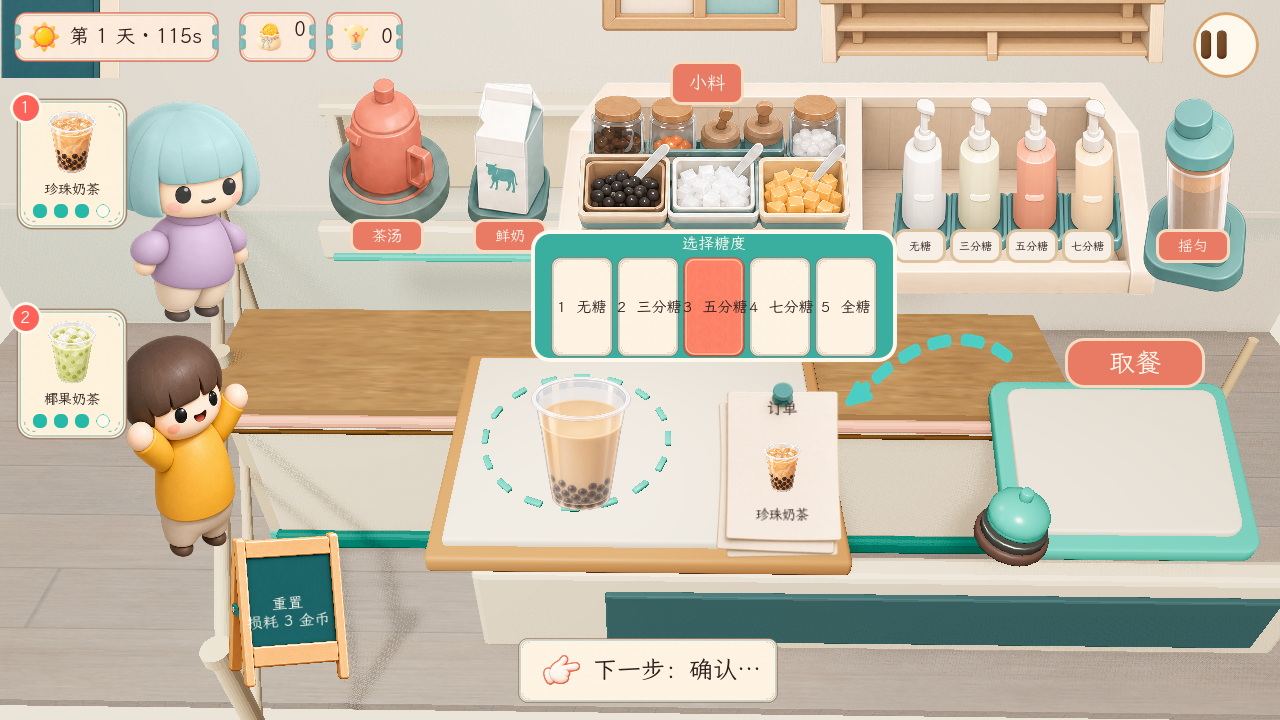 第 1 天·115s
0
0
小料
1
珍珠奶茶
茶汤
鲜奶
无糖
三分糖
五分糖
七分糖
摇匀
选择糖度
1 无糖
2 三分糖
3 五分糖
4 七分糖
5 全糖
2
椰果奶茶
取餐
订单
珍珠奶茶
重置
损耗 3 金币
下一步：确认…